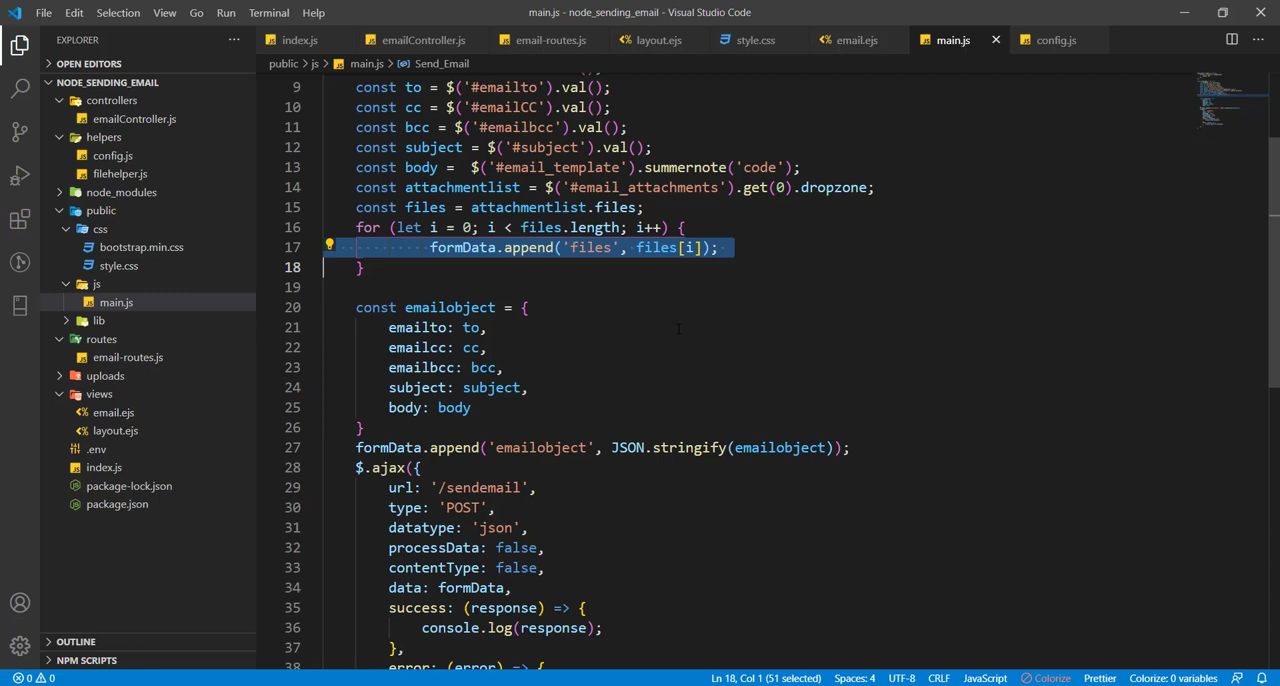 File Edit Selection View Go Run Terminal Help
main.js - node_sending_email - Visual Studio Code
EXPLORER
OPEN EDITORS
NODE_SENDING_EMAIL
controllers
emailController.js
helpers
config.js
filehelper.js
node_modules
public
css
bootstrap.min.css
style.css
js
main.js
lib
routes
email-routes.js
uploads
views
email.ejs
layout.ejs
.env
index.js
package-lock.json
package.json
OUTLINE
NPM SCRIPTS
index.js emailController.js email-routes.js layout.ejs style.css email.ejs main.js config.js
public > js > main.js > Send_Email
9 const to = $('#emailto').val();
10 const cc = $('#emailCC').val();
11 const bcc = $('#emailbcc').val();
12 const subject = $('#subject').val();
13 const body = $('#email_template').summernote('code');
14 const attachmentlist = $('#email_attachments').get(0).dropzone;
15 const files = attachmentlist.files;
16 for (let i = 0; i < files.length; i++) {
17 formData.append('files', files[i]);
18 }
19
20 const emailobject = {
21 emailto: to,
22 emailcc: cc,
23 emailbcc: bcc,
24 subject: subject,
25 body: body
26 }
27 formData.append('emailobject', JSON.stringify(emailobject));
28 $.ajax({
29 url: '/sendemail',
30 type: 'POST',
31 datatype: 'json',
32 processData: false,
33 contentType: false,
34 data: formData,
35 success: (response) => {
36 console.log(response);
37 },
38 error: (error) => {
0 0 Ln 18, Col 1 (51 selected) Spaces: 4 UTF-8 CRLF JavaScript Colorize Prettier Colorize: 0 variables